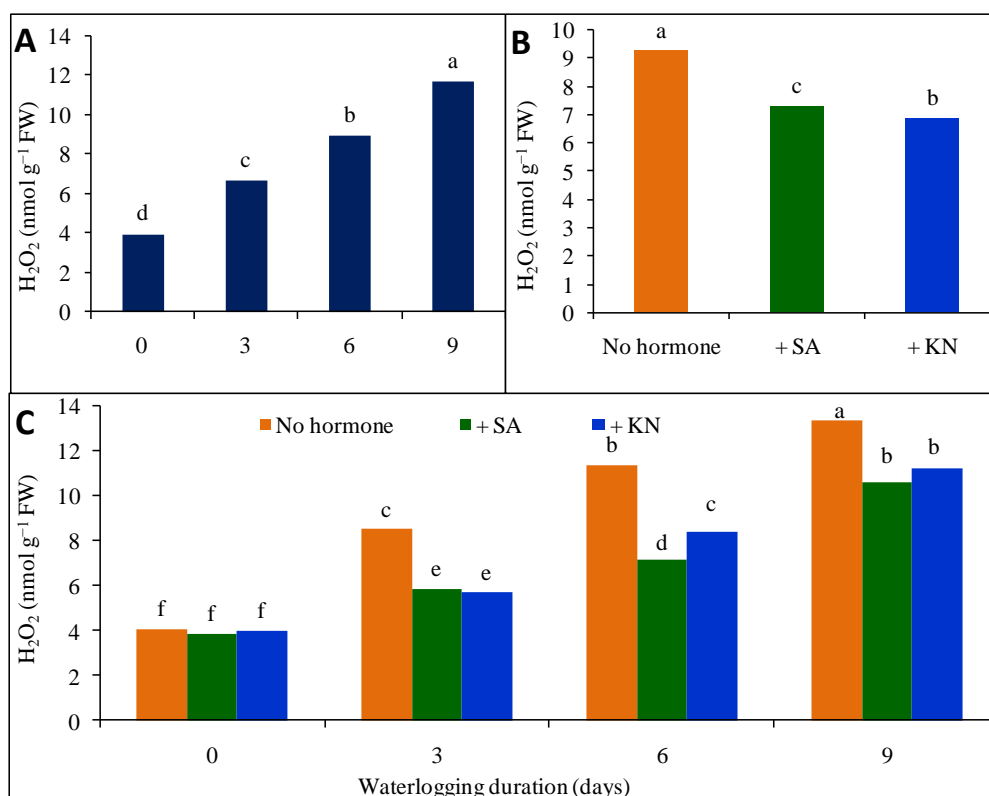 A
H₂O₂ (nmol g⁻¹ FW)
14
12
10
8
6
4
2
0
d
c
b
a
0 3 6 9
B
H₂O₂ (nmol g⁻¹ FW)
10
9
8
7
6
5
4
3
2
1
0
a
c
b
No hormone + SA + KN
C
H₂O₂ (nmol g⁻¹ FW)
14
12
10
8
6
4
2
0
No hormone + SA + KN
f f f
c e e
b d c
a b b
0 3 6 9
Waterlogging duration (days)